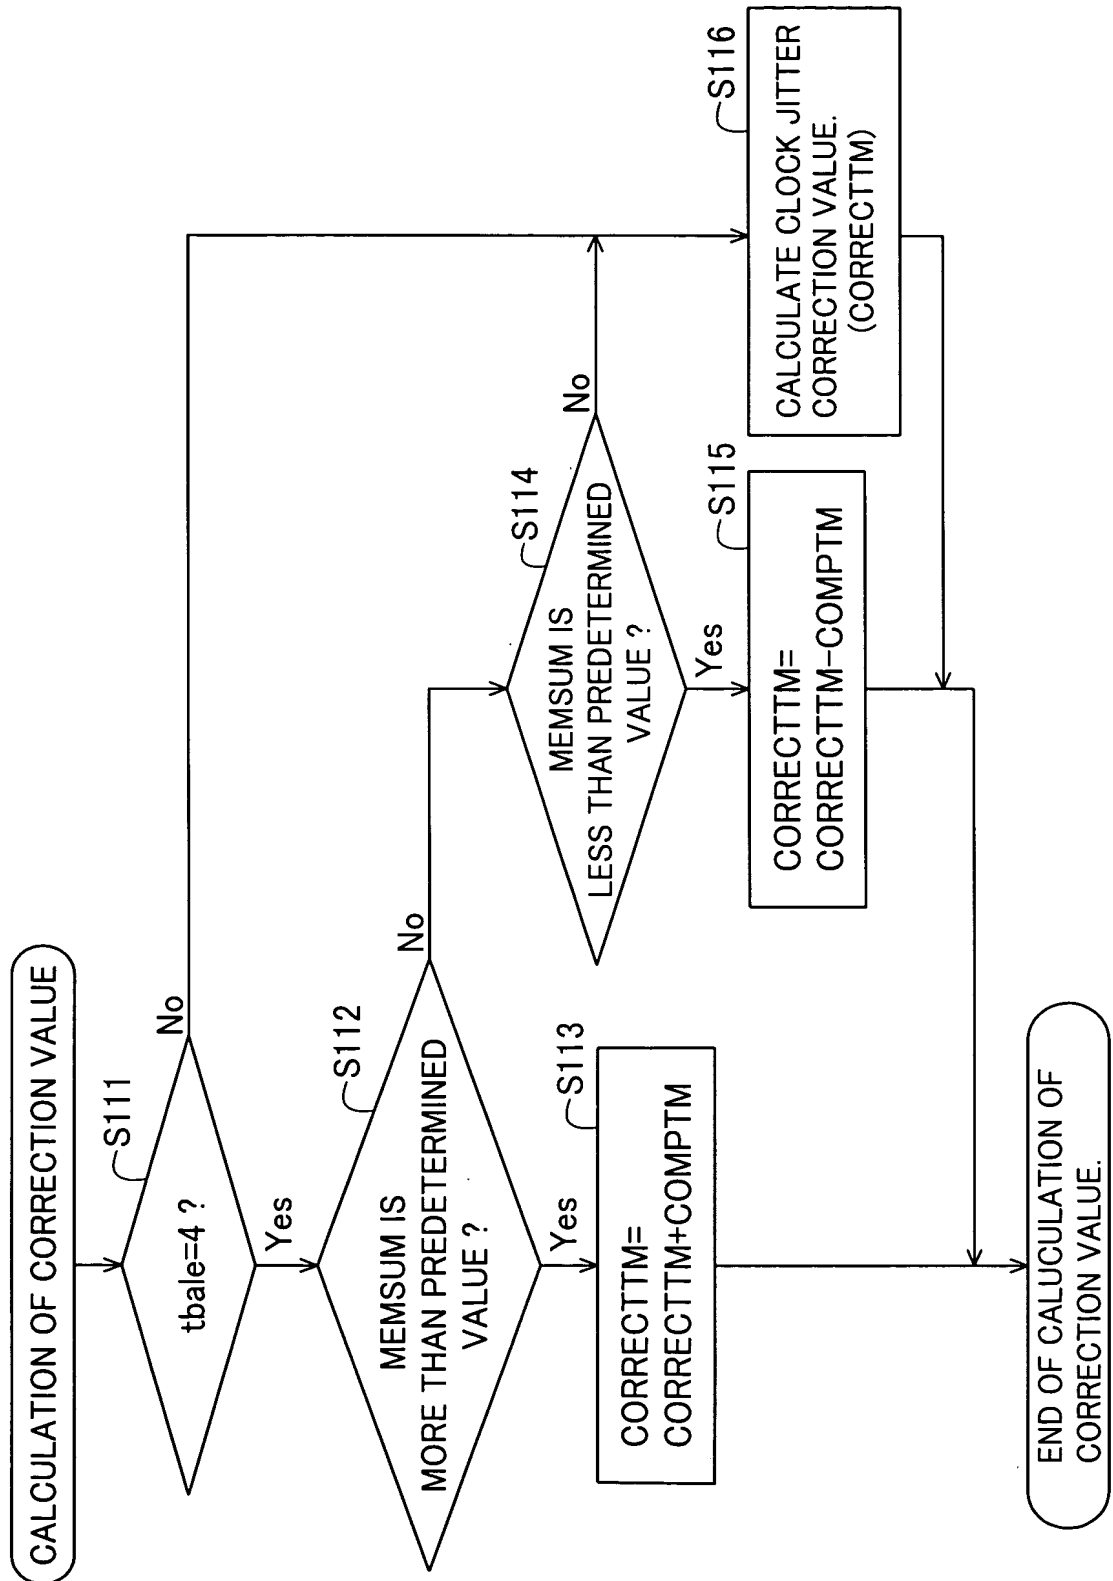 CALCULATION OF CORRECTION VALUE
S111
tbale=4 ?
No
Yes
S112
MEMSUM IS
MORE THAN PREDETERMINED
VALUE ?
No
Yes
S113
CORRECTTM=
CORRECTTM+COMPTM
S114
MEMSUM IS
LESS THAN PREDETERMINED
VALUE ?
No
Yes
S115
CORRECTTM=
CORRECTTM-COMPTM
S116
CALCULATE CLOCK JITTER
CORRECTION VALUE.
(CORRECTTM)
END OF CALUCULATION OF
CORRECTION VALUE.